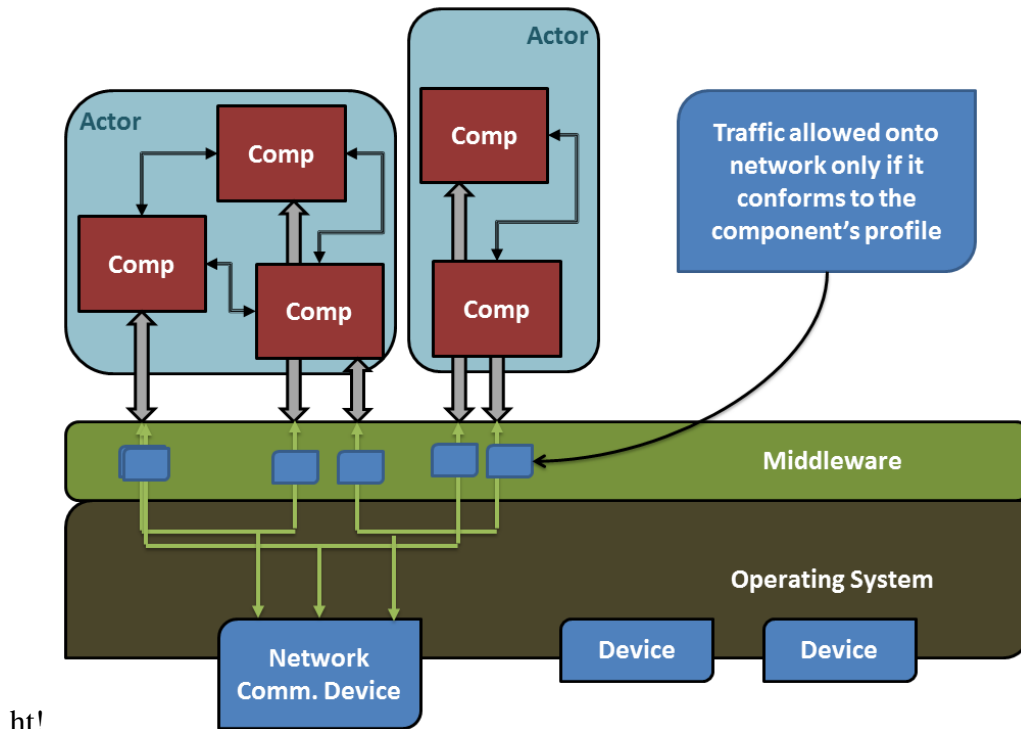 Actor
Actor
Comp
Comp
Comp
Comp
Comp
Traffic allowed onto
network only if it
conforms to the
component's profile
Middleware
Operating System
Network
Comm. Device
Device
Device
ht!